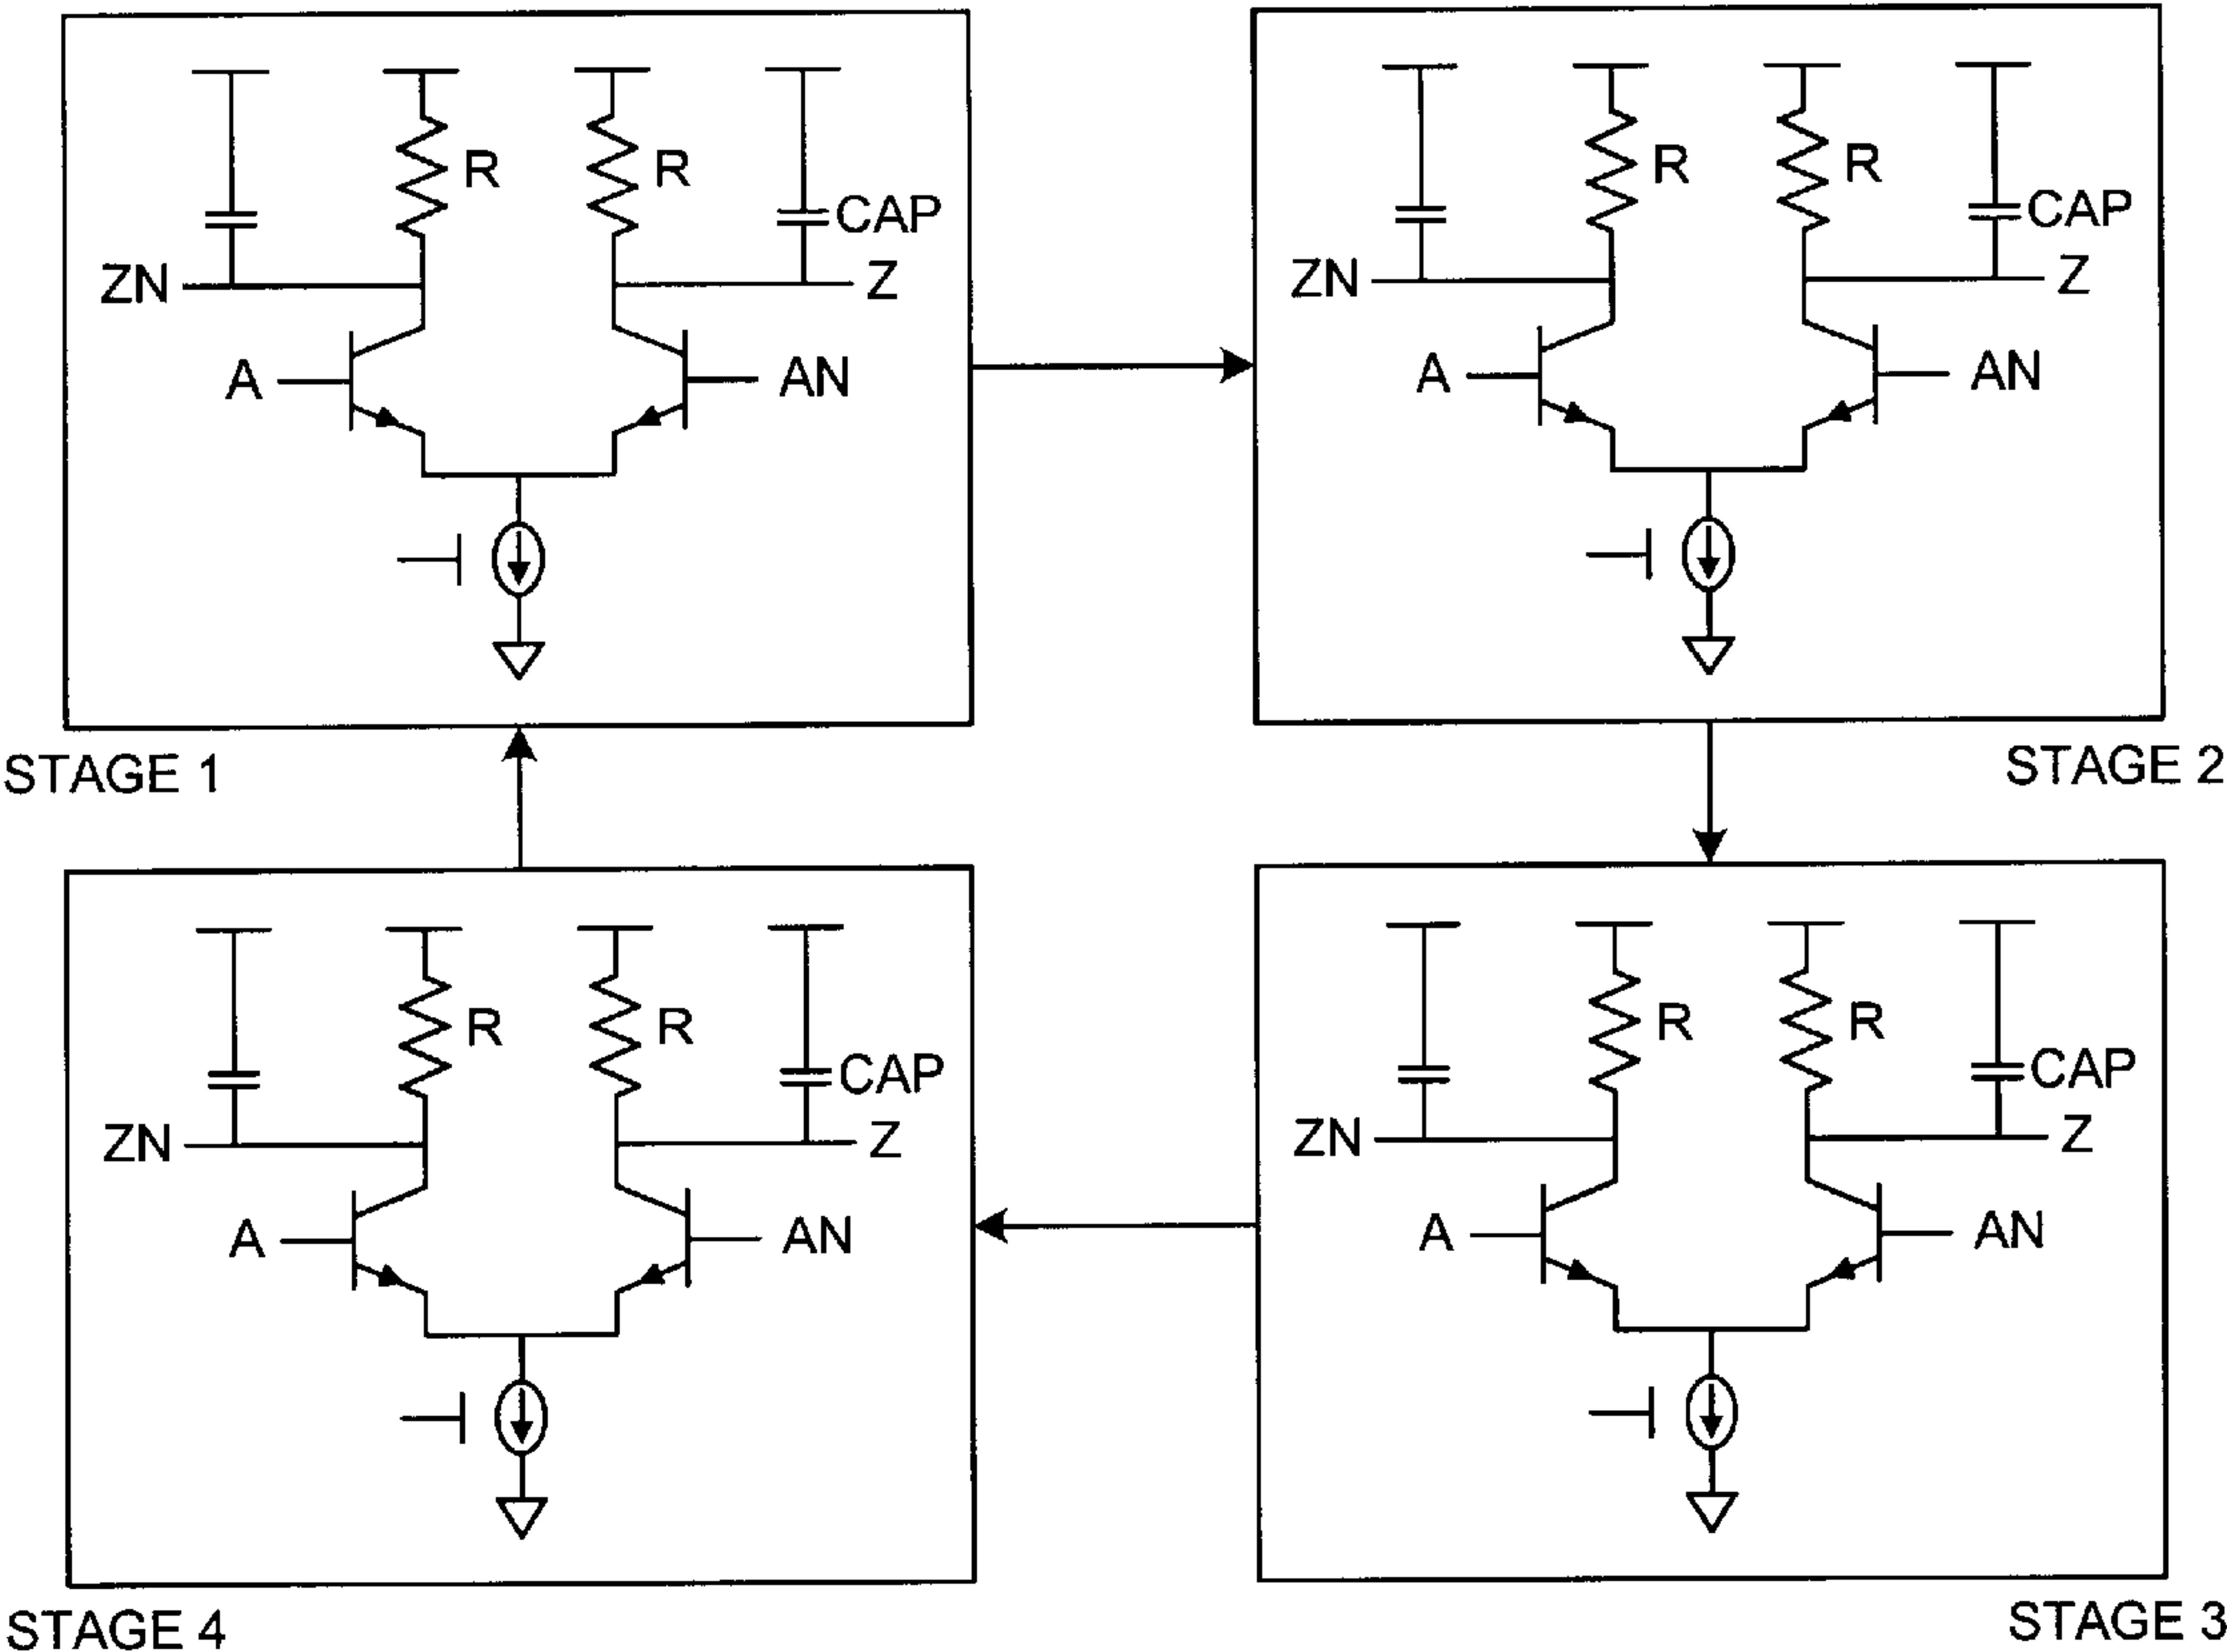 R R
CAP
ZN Z
A AN
STAGE 1
R R
CAP
ZN Z
A AN
STAGE 2
R R
CAP
ZN Z
A AN
STAGE 4
R R
CAP
ZN Z
A AN
STAGE 3